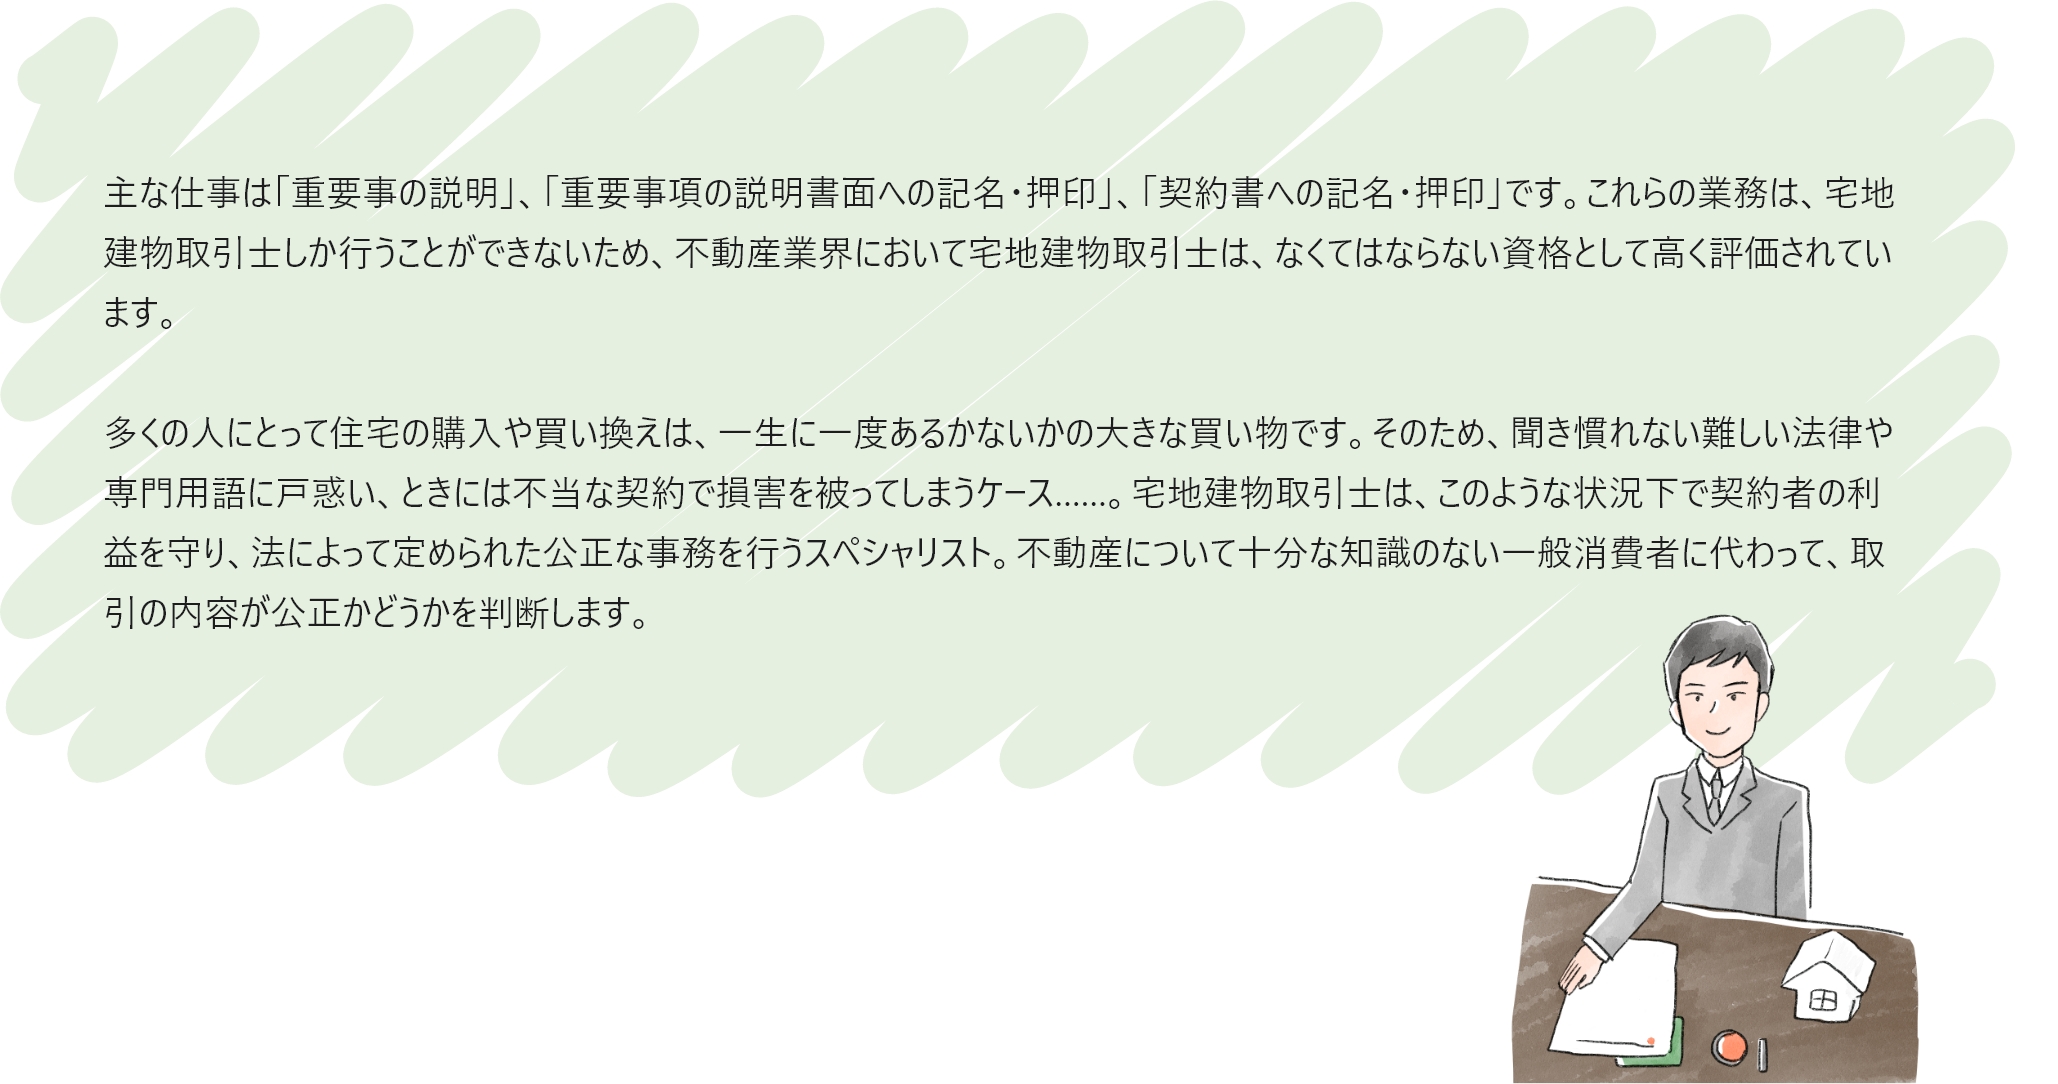 主な仕事は「重要事の説明」、「重要事項の説明書面への記名・押印」、「契約書への記名・押印」です。これらの業務は、宅地
建物取引士しか行うことができないため、不動産業界において宅地建物取引士は、なくてはならない資格として高く評価されてい
ます。
多くの人にとって住宅の購入や買い換えは、一生に一度あるかないかの大きな買い物です。そのため、聞き慣れない難しい法律や
専門用語に戸惑い、ときには不当な契約で損害を被ってしまうケース……。宅地建物取引士は、このような状況下で契約者の利
益を守り、法によって定められた公正な事務を行うスペシャリスト。不動産について十分な知識のない一般消費者に代わって、取
引の内容が公正かどうかを判断します。